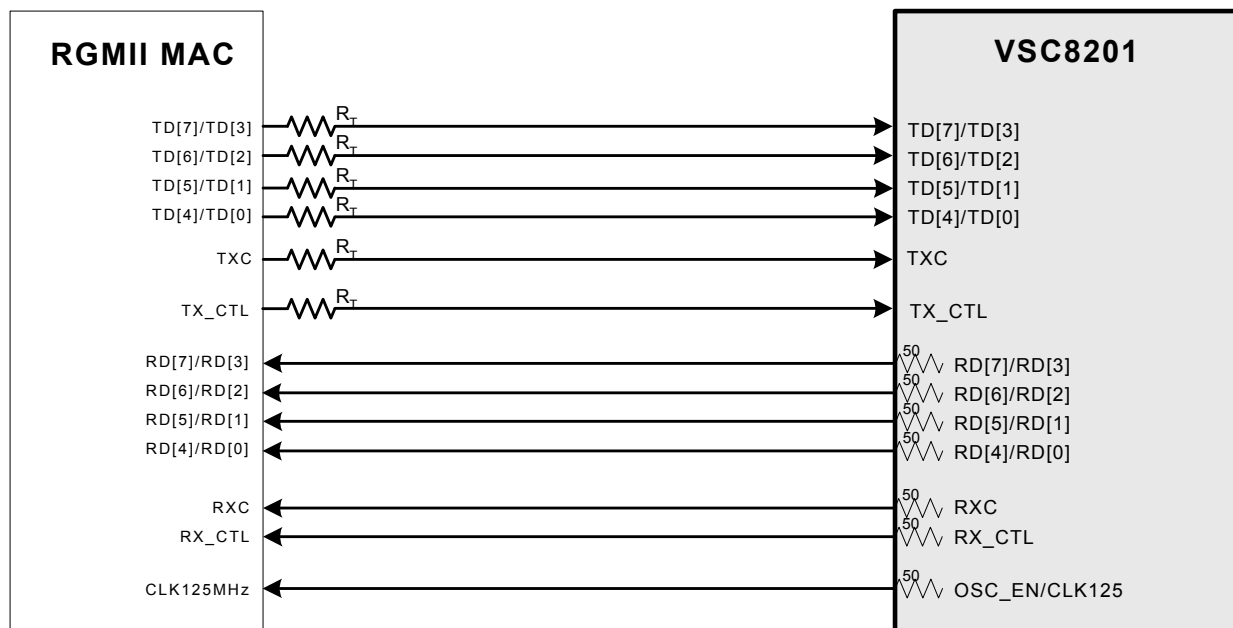 RGMII MAC
VSC8201
TD[7]/TD[3] R_T TD[7]/TD[3]
TD[6]/TD[2] R_T TD[6]/TD[2]
TD[5]/TD[1] R_T TD[5]/TD[1]
TD[4]/TD[0] R_T TD[4]/TD[0]
TXC R_T TXC
TX_CTL R_T TX_CTL
RD[7]/RD[3] 50 RD[7]/RD[3]
RD[6]/RD[2] 50 RD[6]/RD[2]
RD[5]/RD[1] 50 RD[5]/RD[1]
RD[4]/RD[0] 50 RD[4]/RD[0]
RXC 50 RXC
RX_CTL 50 RX_CTL
CLK125MHz 50 OSC_EN/CLK125